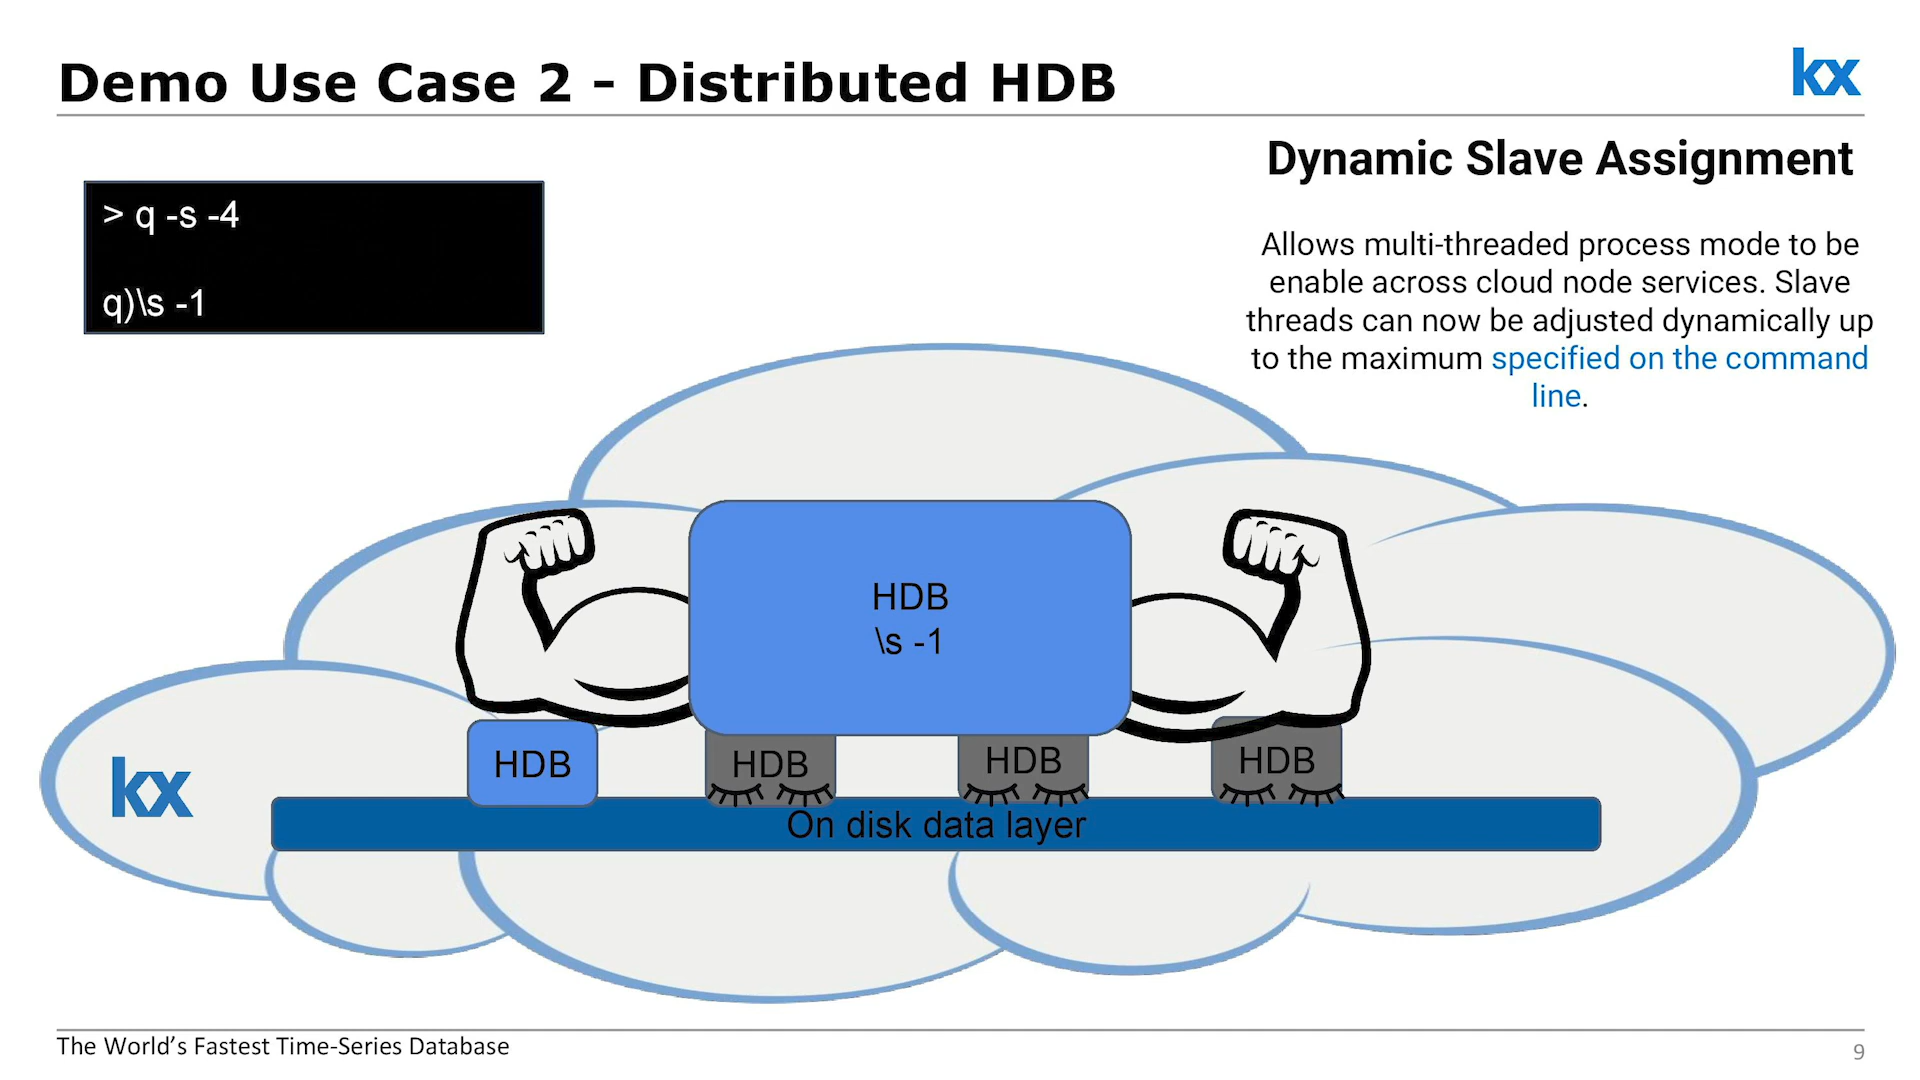 Demo Use Case 2 - Distributed HDB
kx
Dynamic Slave Assignment
> q -s -4
q)\s -1
Allows multi-threaded process mode to be
enable across cloud node services. Slave
threads can now be adjusted dynamically up
to the maximum specified on the command
line.
HDB
\s -1
HDB
HDB
HDB
HDB
kx
On disk data layer
The World’s Fastest Time-Series Database
9